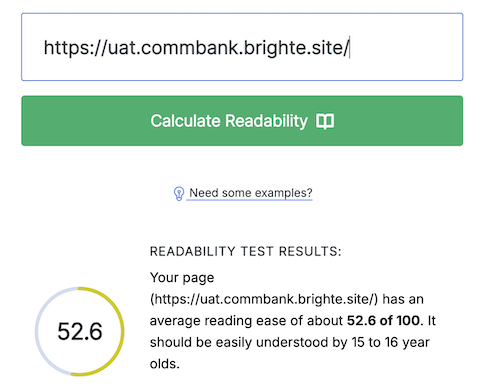 https://uat.commbank.brighte.site/
Calculate Readability
Need some examples?
READABILITY TEST RESULTS:
Your page
(https://uat.commbank.brighte.site/) has an
average reading ease of about 52.6 of 100. It
should be easily understood by 15 to 16 year
olds.
52.6